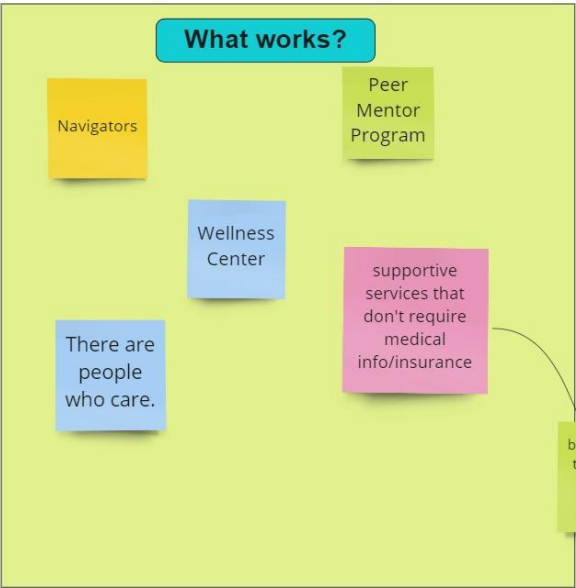 What works?
Navigators
Peer
Mentor
Program
Wellness
Center
supportive
services that
don't require
medical
info/insurance
There are
people
who care.